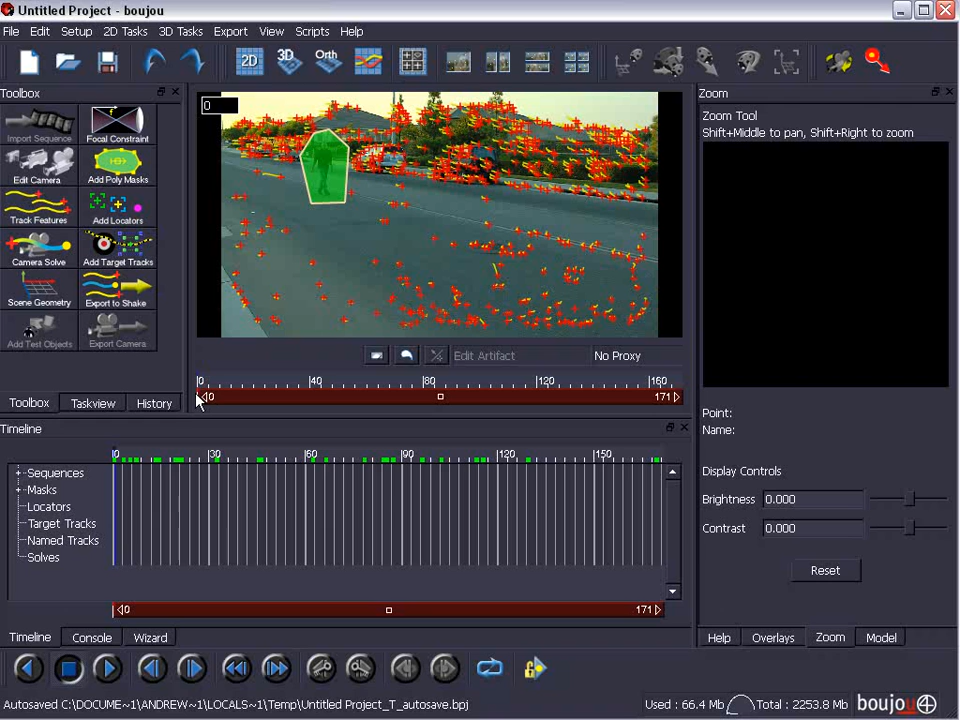 Untitled Project - boujou
File Edit Setup 2D Tasks 3D Tasks Export View Scripts Help
2D 3D Orth
Toolbox
Import Sequence Focal Constraint
Edit Camera Add Poly Masks
Track Features Add Locators
Camera Solve Add Target Tracks
Scene Geometry Export to Shake
Add Test Objects Export Camera
Toolbox Taskview History
0
Edit Artifact No Proxy
0 40 80 120 160
0 171
Zoom
Zoom Tool
Shift+Middle to pan, Shift+Right to zoom
Point:
Name:
Display Controls
Brightness 0.000
Contrast 0.000
Reset
Timeline
0 30 60 90 120 150
Sequences
Masks
Locators
Target Tracks
Named Tracks
Solves
0 171
Timeline Console Wizard
Help Overlays Zoom Model
Autosaved C:\DOCUME~1\ANDREW~1\LOCALS~1\Temp\Untitled Project_T_autosave.bpj
Used : 66.4 Mb Total : 2253.8 Mb
boujou 4